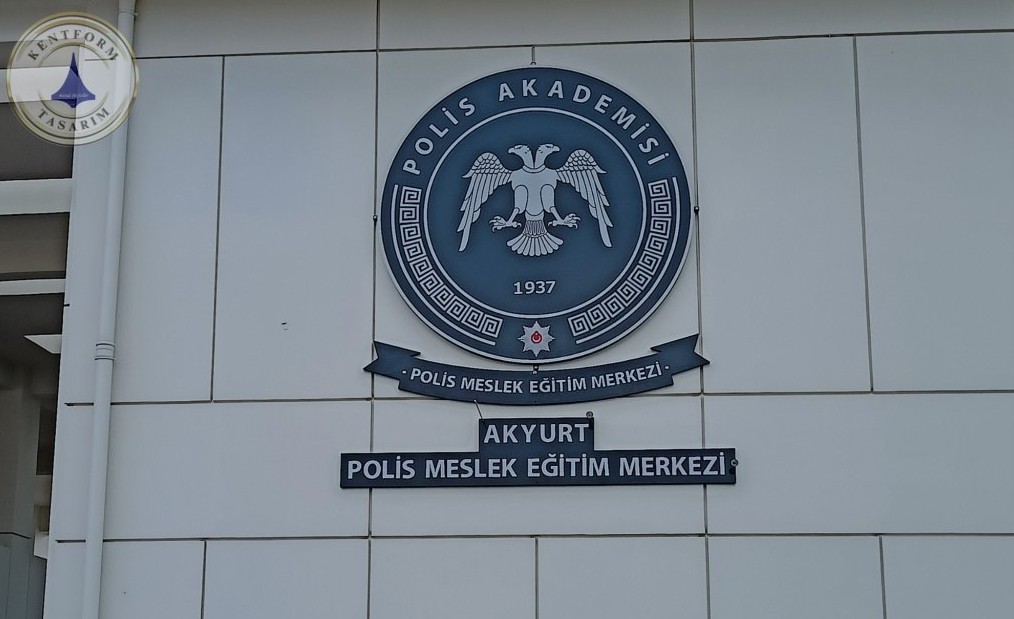 KENTFORM
TASARIM
POLİS AKADEMİSİ
1937
· POLİS MESLEK EĞİTİM MERKEZİ ·
AKYURT
POLİS MESLEK EĞİTİM MERKEZİ